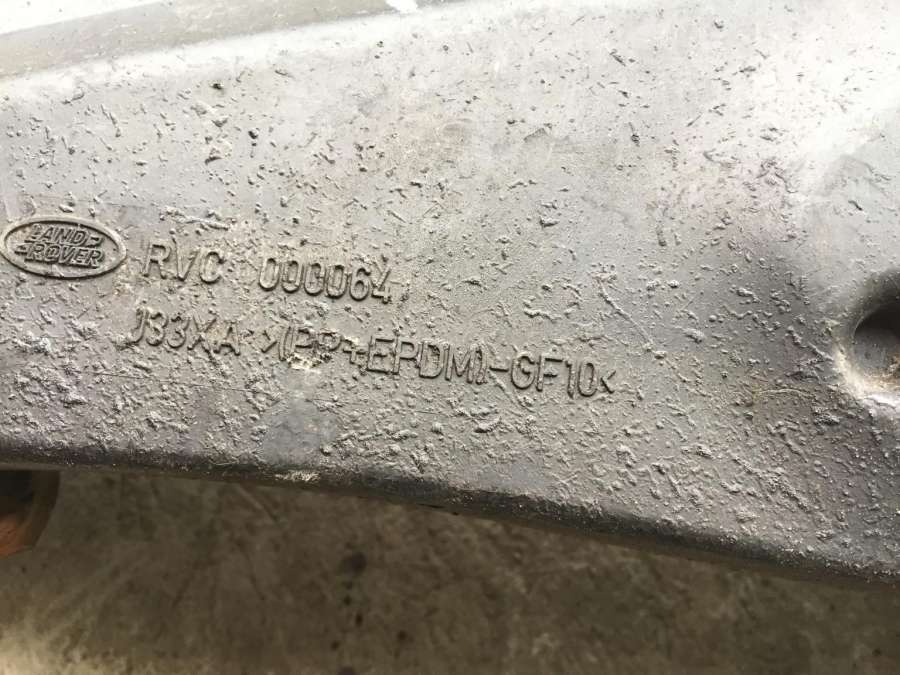 LAND-
-ROVER
RVC 000064
J33XA >(PP+EPDM)-GF10<